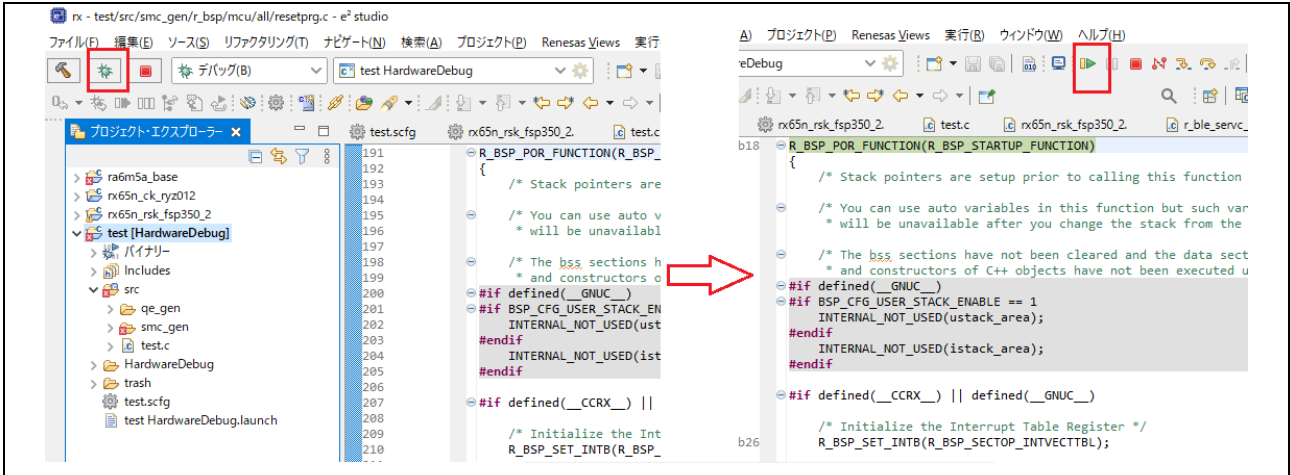 rx - test/src/smc_gen/r_bsp/mcu/all/resetprg.c - e² studio
ファイル(F) 編集(E) ソース(S) リファクタリング(T) ナビゲート(N) 検索(A) プロジェクト(P) Renesas Views 実行
デバッグ(B)
test HardwareDebug
プロジェクト・エクスプローラー
ra6m5a_base
rx65n_ck_ryz012
rx65n_rsk_fsp350_2
test [HardwareDebug]
バイナリー
Includes
src
qe_gen
smc_gen
test.c
HardwareDebug
trash
test.scfg
test HardwareDebug.launch
test.scfg rx65n_rsk_fsp350_2. test.c
191 R_BSP_POR_FUNCTION(R_BSP_
192 {
193 /* Stack pointers are
194
195 /* You can use auto v
196 * will be unavailabl
197
198 /* The bss sections h
199 * and constructors o
200 #if defined(__GNUC__)
201 #if BSP_CFG_USER_STACK_EN
202 INTERNAL_NOT_USED(ust
203 #endif
204 INTERNAL_NOT_USED(ist
205 #endif
206
207 #if defined(__CCRX__) ||
208
209 /* Initialize the Int
210 R_BSP_SET_INTB(R_BSP_
A) プロジェクト(P) Renesas Views 実行(R) ウィンドウ(W) ヘルプ(H)
eDebug
rx65n_rsk_fsp350_2. test.c rx65n_rsk_fsp350_2. r_ble_servc_
b18 R_BSP_POR_FUNCTION(R_BSP_STARTUP_FUNCTION)
{
/* Stack pointers are setup prior to calling this function
/* You can use auto variables in this function but such var
* will be unavailable after you change the stack from the
/* The bss sections have not been cleared and the data sect
* and constructors of C++ objects have not been executed u
#if defined(__GNUC__)
#if BSP_CFG_USER_STACK_ENABLE == 1
INTERNAL_NOT_USED(ustack_area);
#endif
INTERNAL_NOT_USED(istack_area);
#endif
#if defined(__CCRX__) || defined(__GNUC__)
/* Initialize the Interrupt Table Register */
b26 R_BSP_SET_INTB(R_BSP_SECTOP_INTVECTTBL);